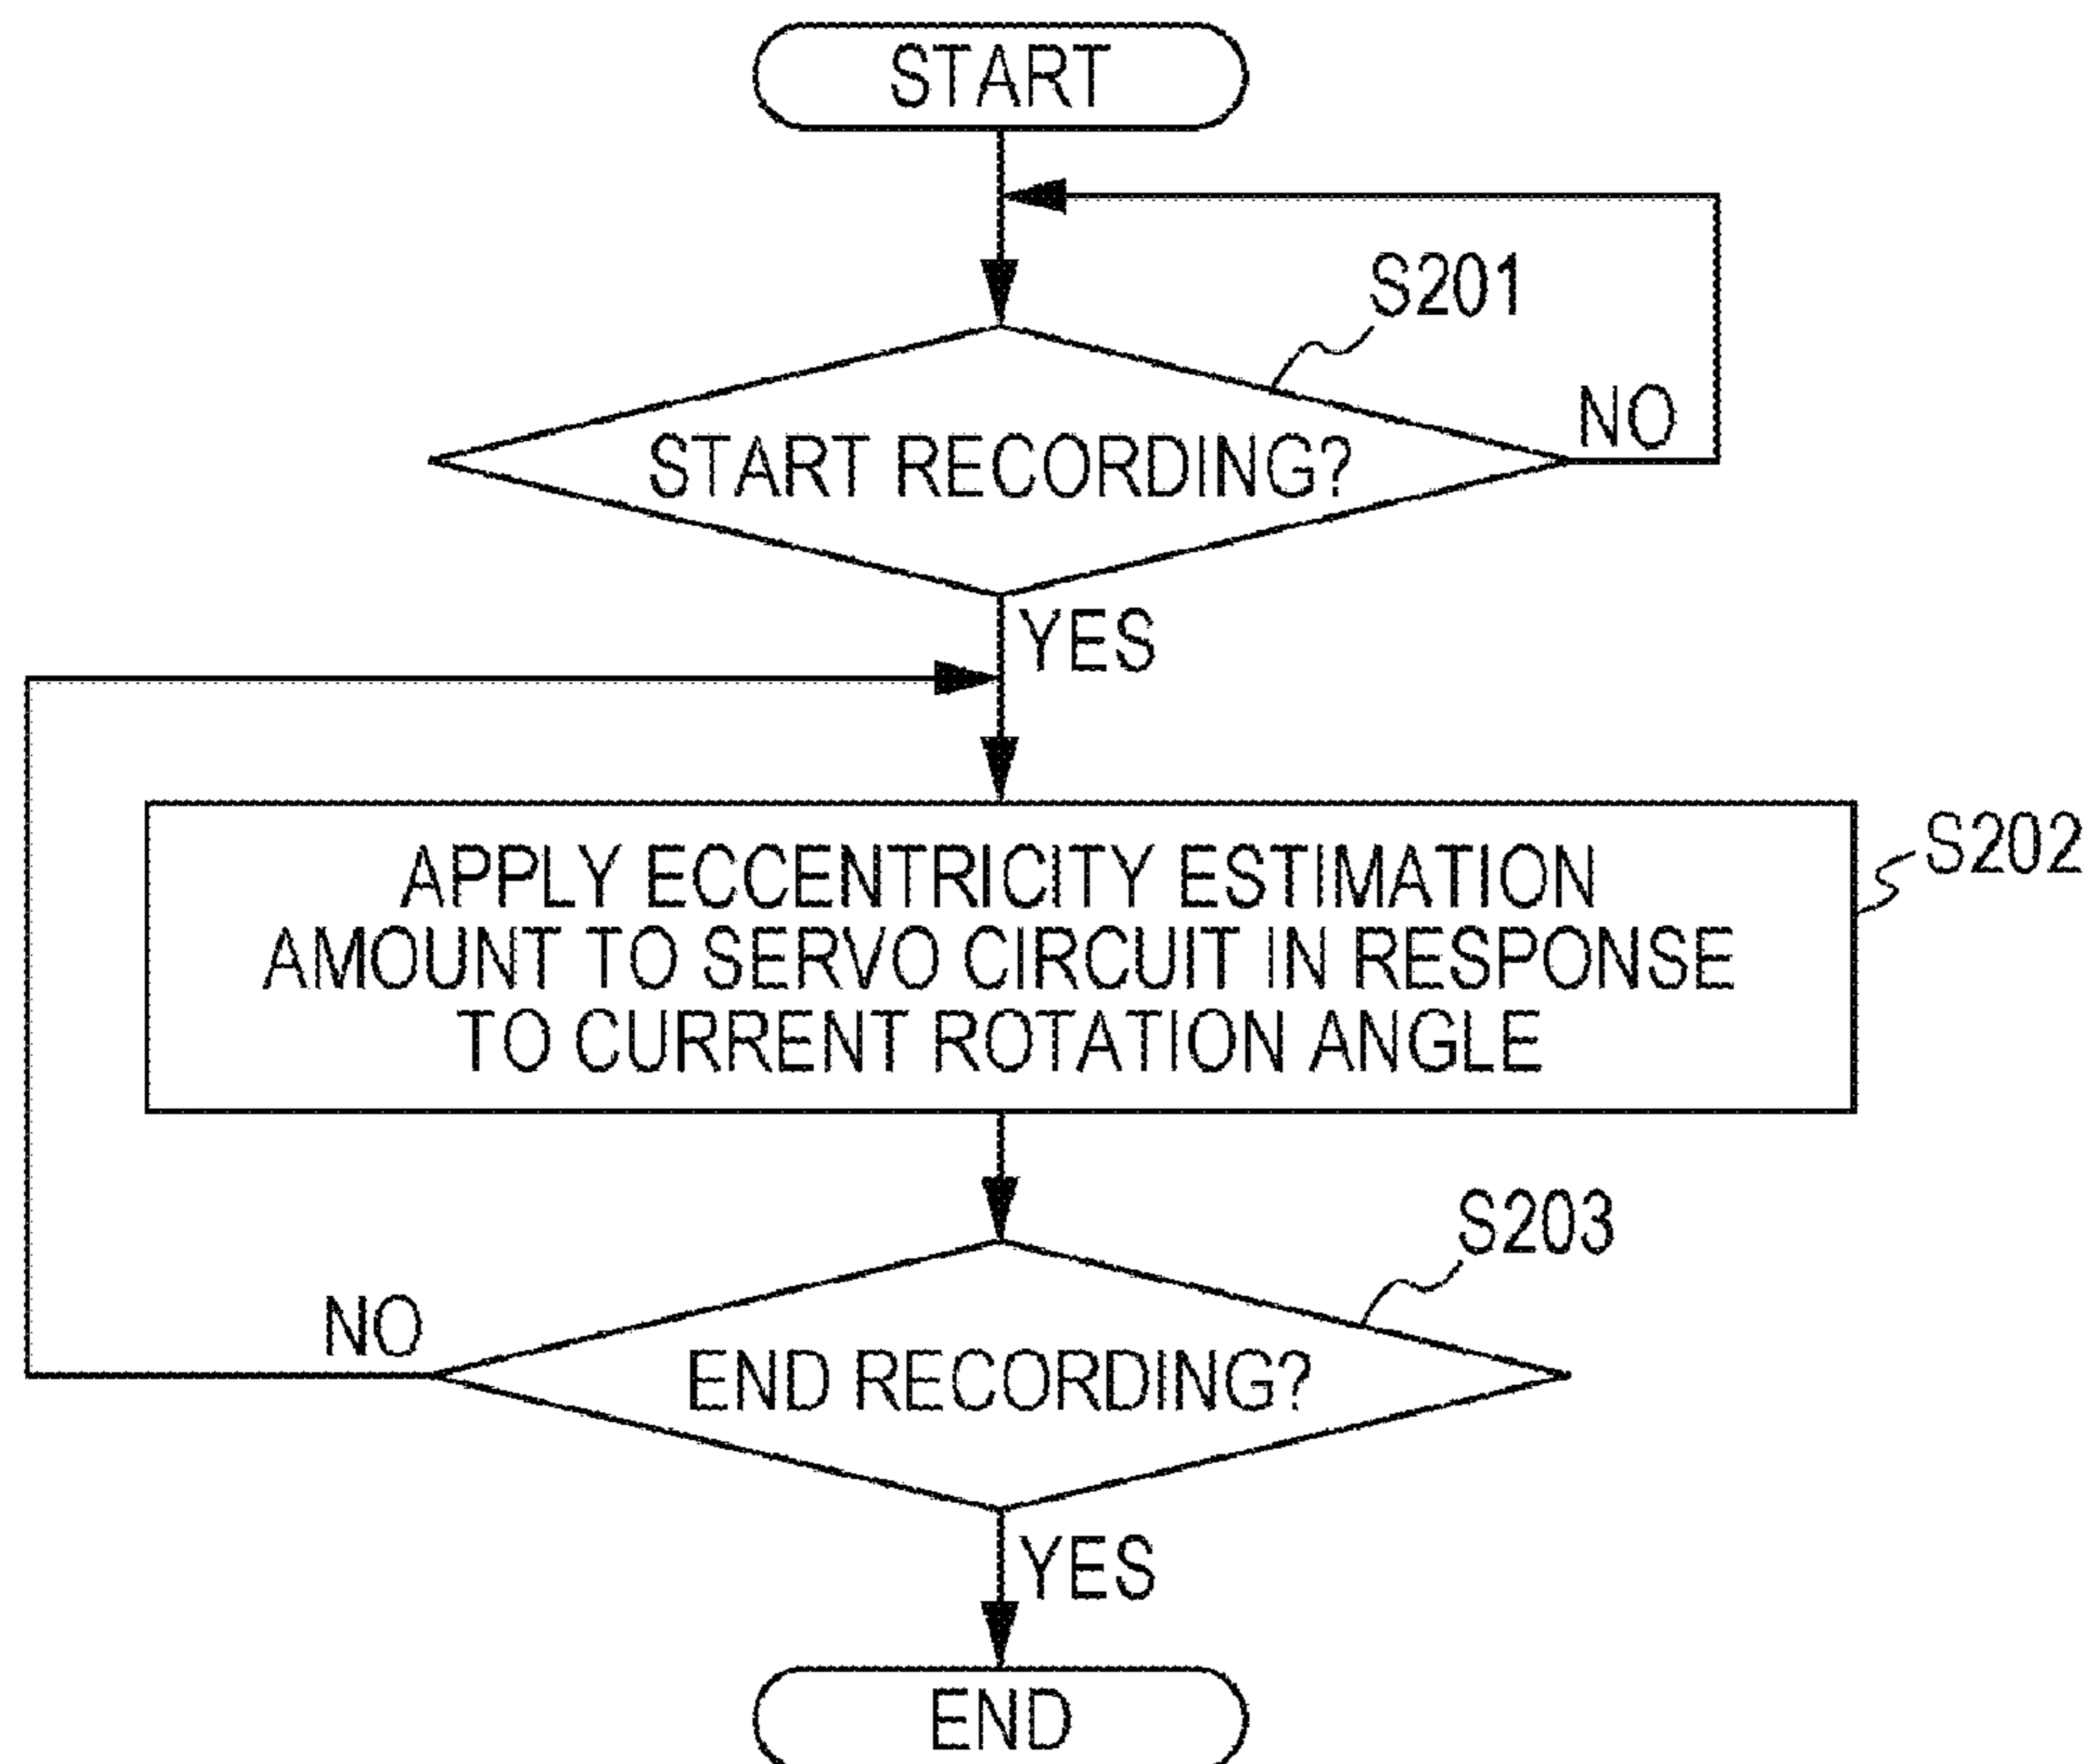 START
S201
NO
START RECORDING?
YES
S202
APPLY ECCENTRICITY ESTIMATION
AMOUNT TO SERVO CIRCUIT IN RESPONSE
TO CURRENT ROTATION ANGLE
S203
NO
END RECORDING?
YES
END